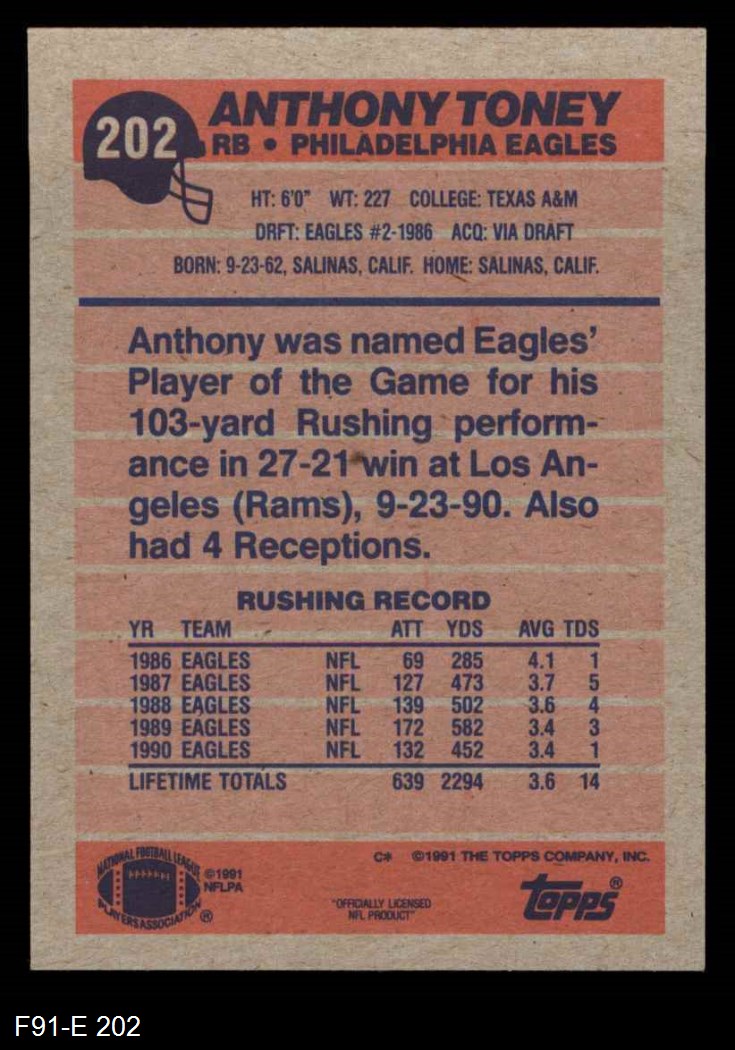 202
ANTHONY TONEY
RB • PHILADELPHIA EAGLES
HT: 6'0" WT: 227 COLLEGE: TEXAS A&M
DRFT: EAGLES #2-1986 ACQ: VIA DRAFT
BORN: 9-23-62, SALINAS, CALIF. HOME: SALINAS, CALIF.
Anthony was named Eagles'
Player of the Game for his
103-yard Rushing perform-
ance in 27-21 win at Los An-
geles (Rams), 9-23-90. Also
had 4 Receptions.
RUSHING RECORD
YR TEAM ATT YDS AVG TDS
1986 EAGLES NFL 69 285 4.1 1
1987 EAGLES NFL 127 473 3.7 5
1988 EAGLES NFL 139 502 3.6 4
1989 EAGLES NFL 172 582 3.4 3
1990 EAGLES NFL 132 452 3.4 1
LIFETIME TOTALS 639 2294 3.6 14
NATIONAL FOOTBALL LEAGUE
PLAYERS ASSOCIATION ®
©1991
NFLPA
C* ©1991 THE TOPPS COMPANY, INC.
"OFFICIALLY LICENSED
NFL PRODUCT"
topps®
F91-E 202